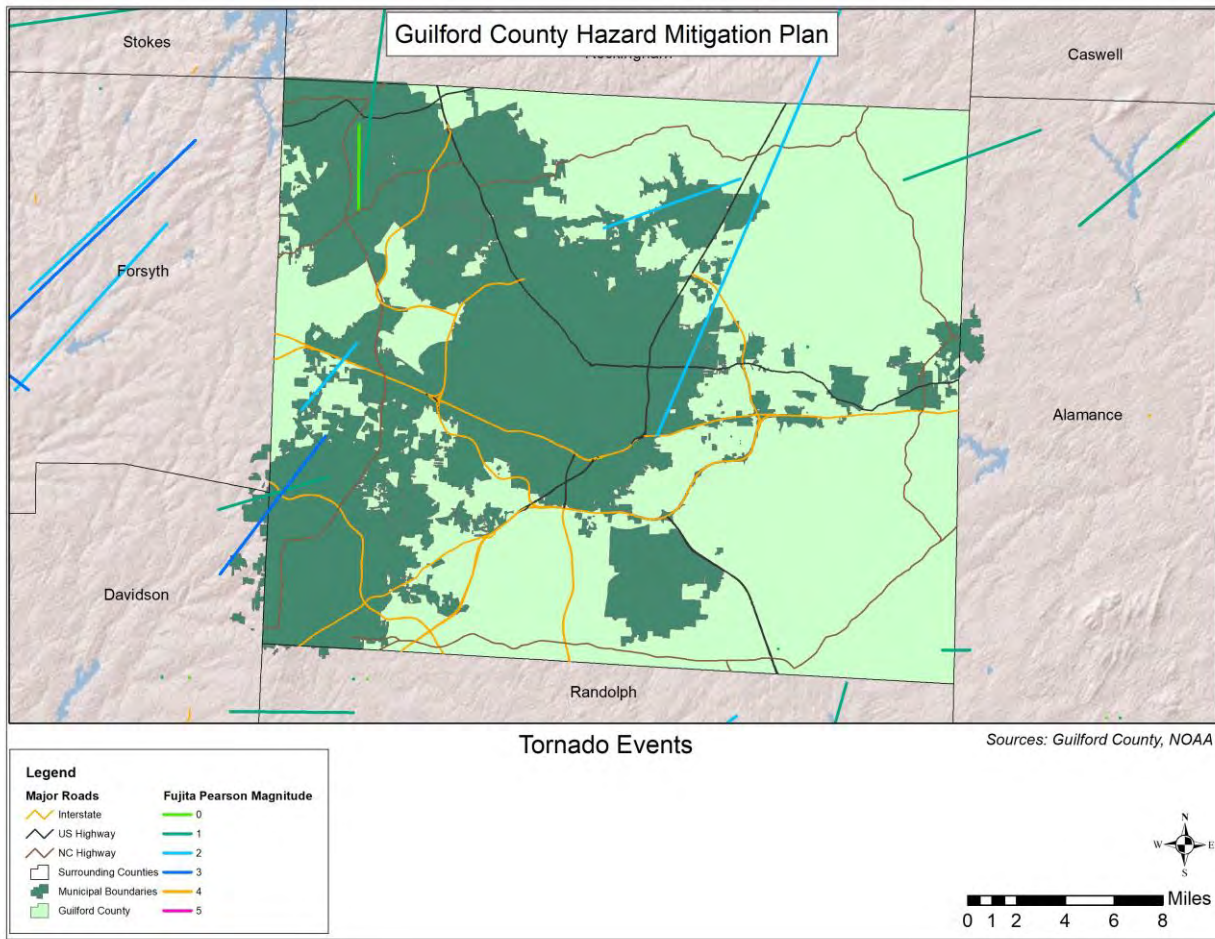 Guilford County Hazard Mitigation Plan
Stokes
Caswell
Forsyth
Alamance
Davidson
Randolph
Tornado Events
Sources: Guilford County, NOAA
Legend
Major Roads
Interstate
US Highway
NC Highway
Surrounding Counties
Municipal Boundaries
Guilford County
Fujita Pearson Magnitude
0
1
2
3
4
5
N
W E
S
Miles
0 1 2 4 6 8